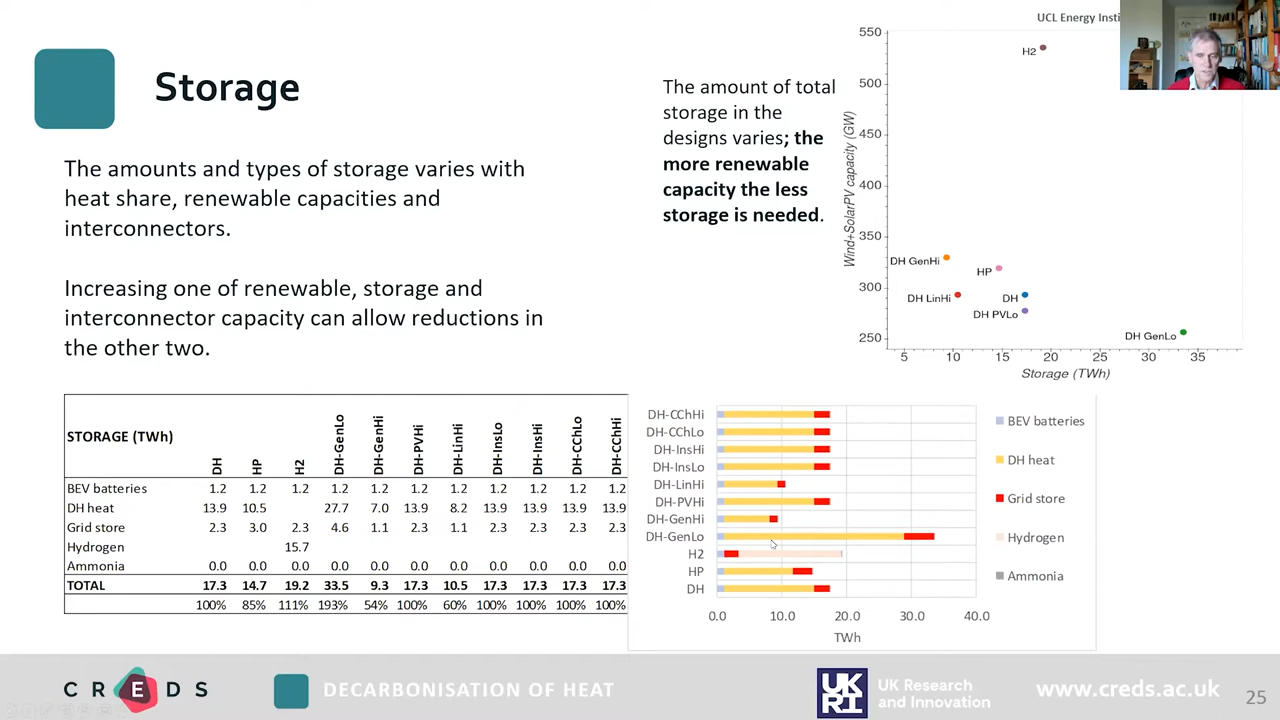 UCL Energy Insti
Storage
The amounts and types of storage varies with
heat share, renewable capacities and
interconnectors.
Increasing one of renewable, storage and
interconnector capacity can allow reductions in
the other two.
The amount of total
storage in the
designs varies; the
more renewable
capacity the less
storage is needed.
Wind+SolarPV capacity (GW)
550
500
450
400
350
300
250
H2
DH GenHi
HP
DH LinHi
DH
DH PVLo
DH GenLo
5 10 15 20 25 30 35
Storage (TWh)
STORAGE (TWh) DH HP H2 DH-GenLo DH-GenHi DH-PVHi DH-LinHi DH-InsLo DH-InsHi DH-CChLo DH-CChHi
BEV batteries 1.2 1.2 1.2 1.2 1.2 1.2 1.2 1.2 1.2 1.2 1.2
DH heat 13.9 10.5 27.7 7.0 13.9 8.2 13.9 13.9 13.9 13.9
Grid store 2.3 3.0 2.3 4.6 1.1 2.3 1.1 2.3 2.3 2.3 2.3
Hydrogen 15.7
Ammonia 0.0 0.0 0.0 0.0 0.0 0.0 0.0 0.0 0.0 0.0 0.0
TOTAL 17.3 14.7 19.2 33.5 9.3 17.3 10.5 17.3 17.3 17.3 17.3
100% 85% 111% 193% 54% 100% 60% 100% 100% 100% 100%
DH-CChHi
DH-CChLo
DH-InsHi
DH-InsLo
DH-LinHi
DH-PVHi
DH-GenHi
DH-GenLo
H2
HP
DH
0.0 10.0 20.0 30.0 40.0
TWh
BEV batteries
DH heat
Grid store
Hydrogen
Ammonia
CREDS
DECARBONISATION OF HEAT
UKRI
UK Research
and Innovation
www.creds.ac.uk
25